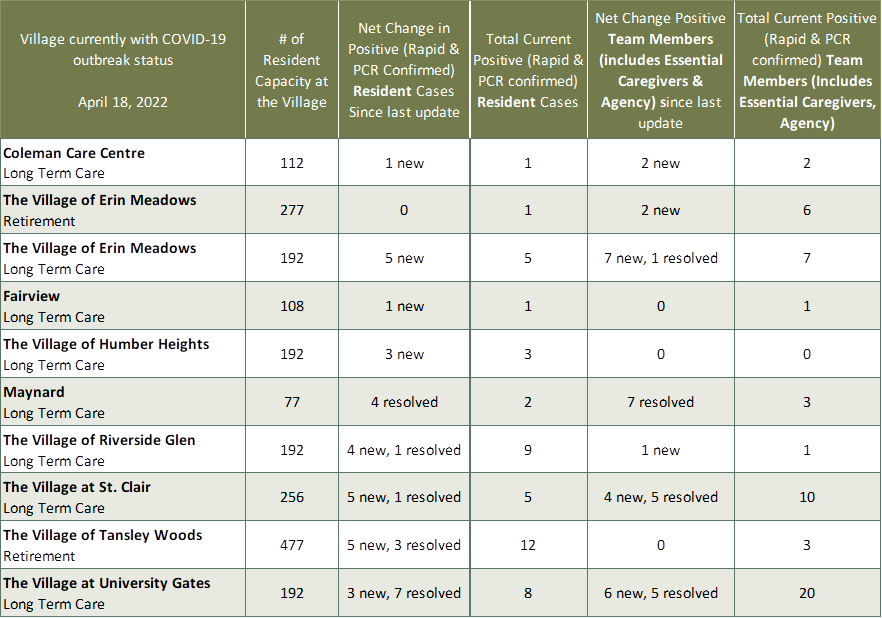 Village currently with COVID-19
outbreak status
April 18, 2022
# of
Resident
Capacity at
the Village
Net Change in
Positive (Rapid &
PCR Confirmed)
Resident Cases
Since last update
Total Current
Positive (Rapid &
PCR confirmed)
Resident Cases
Net Change Positive
Team Members
(includes Essential
Caregivers &
Agency) since last
update
Total Current Positive
(Rapid & PCR
confirmed) Team
Members (Includes
Essential Caregivers,
Agency)
Coleman Care Centre
Long Term Care
112
1 new
1
2 new
2
The Village of Erin Meadows
Retirement
277
0
1
2 new
6
The Village of Erin Meadows
Long Term Care
192
5 new
5
7 new, 1 resolved
7
Fairview
Long Term Care
108
1 new
1
0
1
The Village of Humber Heights
Long Term Care
192
3 new
3
0
0
Maynard
Long Term Care
77
4 resolved
2
7 resolved
3
The Village of Riverside Glen
Long Term Care
192
4 new, 1 resolved
9
1 new
1
The Village at St. Clair
Long Term Care
256
5 new, 1 resolved
5
4 new, 5 resolved
10
The Village of Tansley Woods
Retirement
477
5 new, 3 resolved
12
0
3
The Village at University Gates
Long Term Care
192
3 new, 7 resolved
8
6 new, 5 resolved
20